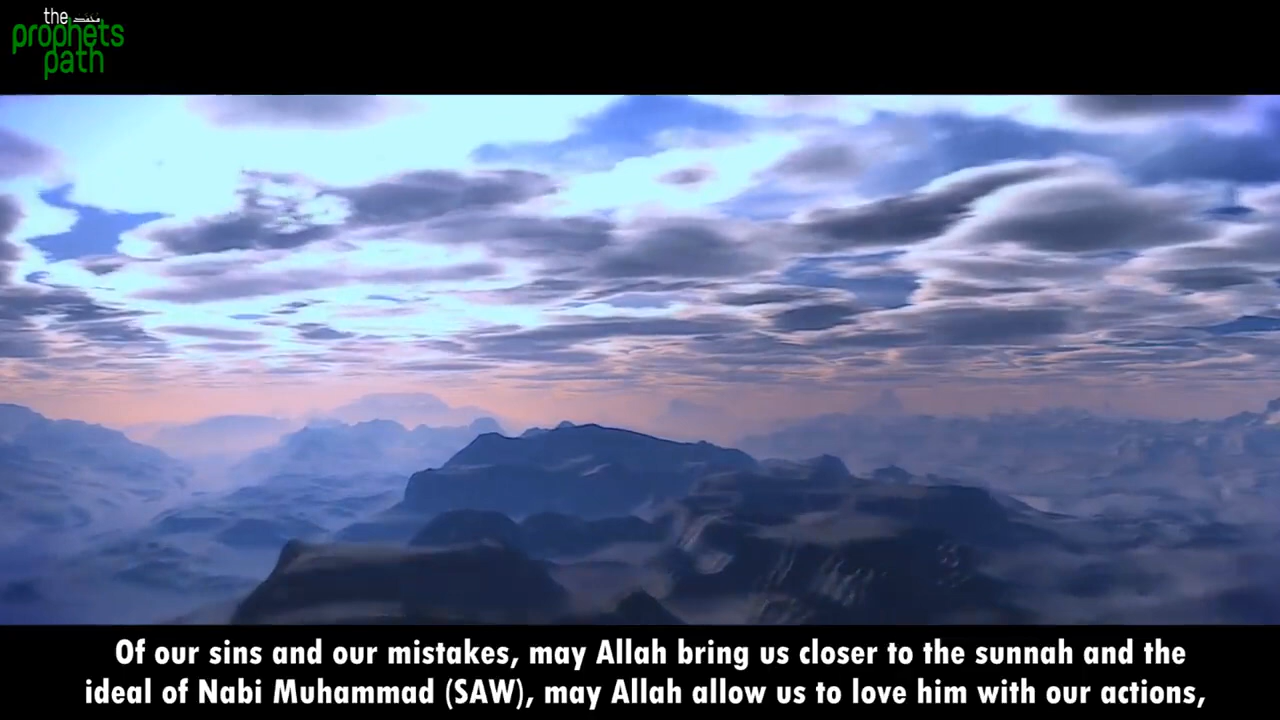 the
prophets
path
Of our sins and our mistakes, may Allah bring us closer to the sunnah and the
ideal of Nabi Muhammad (SAW), may Allah allow us to love him with our actions,